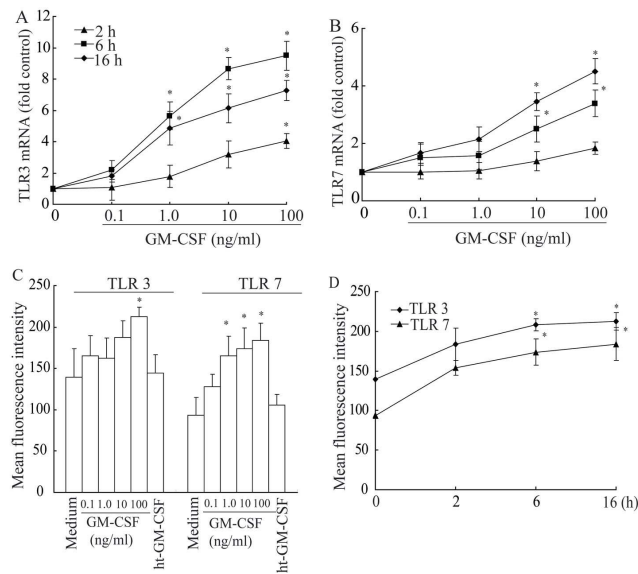 A
TLR3 mRNA (fold control)
12
10
8
6
4
2
0
2 h
6 h
16 h
*
*
*
*
*
*
*
0
0.1
1.0
10
100
GM-CSF (ng/ml)
B
TLR7 mRNA (fold control)
6
4
2
0
*
*
*
*
0
0.1
1.0
10
100
GM-CSF (ng/ml)
C
TLR 3
TLR 7
Mean fluorescence intensity
250
200
150
100
50
0
*
*
*
*
Medium
0.1 1.0 10 100
GM-CSF
(ng/ml)
ht-GM-CSF
Medium
0.1 1.0 10 100
GM-CSF
(ng/ml)
ht-GM-CSF
D
Mean fluorescence intensity
250
200
150
100
50
0
TLR 3
TLR 7
*
*
*
*
0
2
6
16 (h)